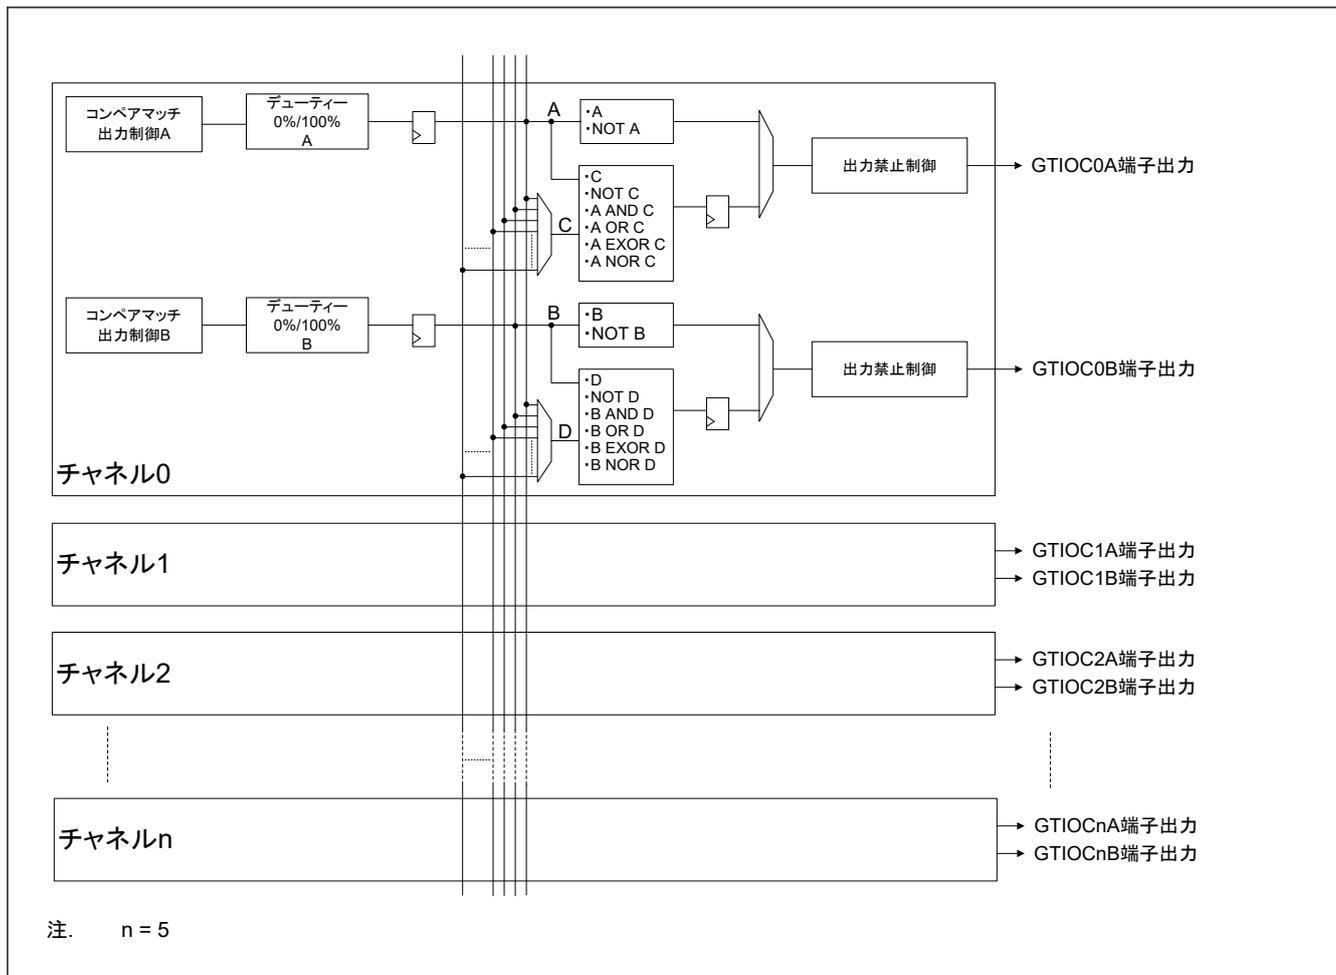 コンペアマッチ
出力制御A
デューティー
0%/100%
A
A
・A
・NOT A
・C
・NOT C
・A AND C
・A OR C
・A EXOR C
・A NOR C
C
出力禁止制御
GTIOC0A端子出力
コンペアマッチ
出力制御B
デューティー
0%/100%
B
B
・B
・NOT B
・D
・NOT D
・B AND D
・B OR D
・B EXOR D
・B NOR D
D
出力禁止制御
GTIOC0B端子出力
チャネル0
チャネル1
GTIOC1A端子出力
GTIOC1B端子出力
チャネル2
GTIOC2A端子出力
GTIOC2B端子出力
チャネルn
GTIOCnA端子出力
GTIOCnB端子出力
注. n = 5